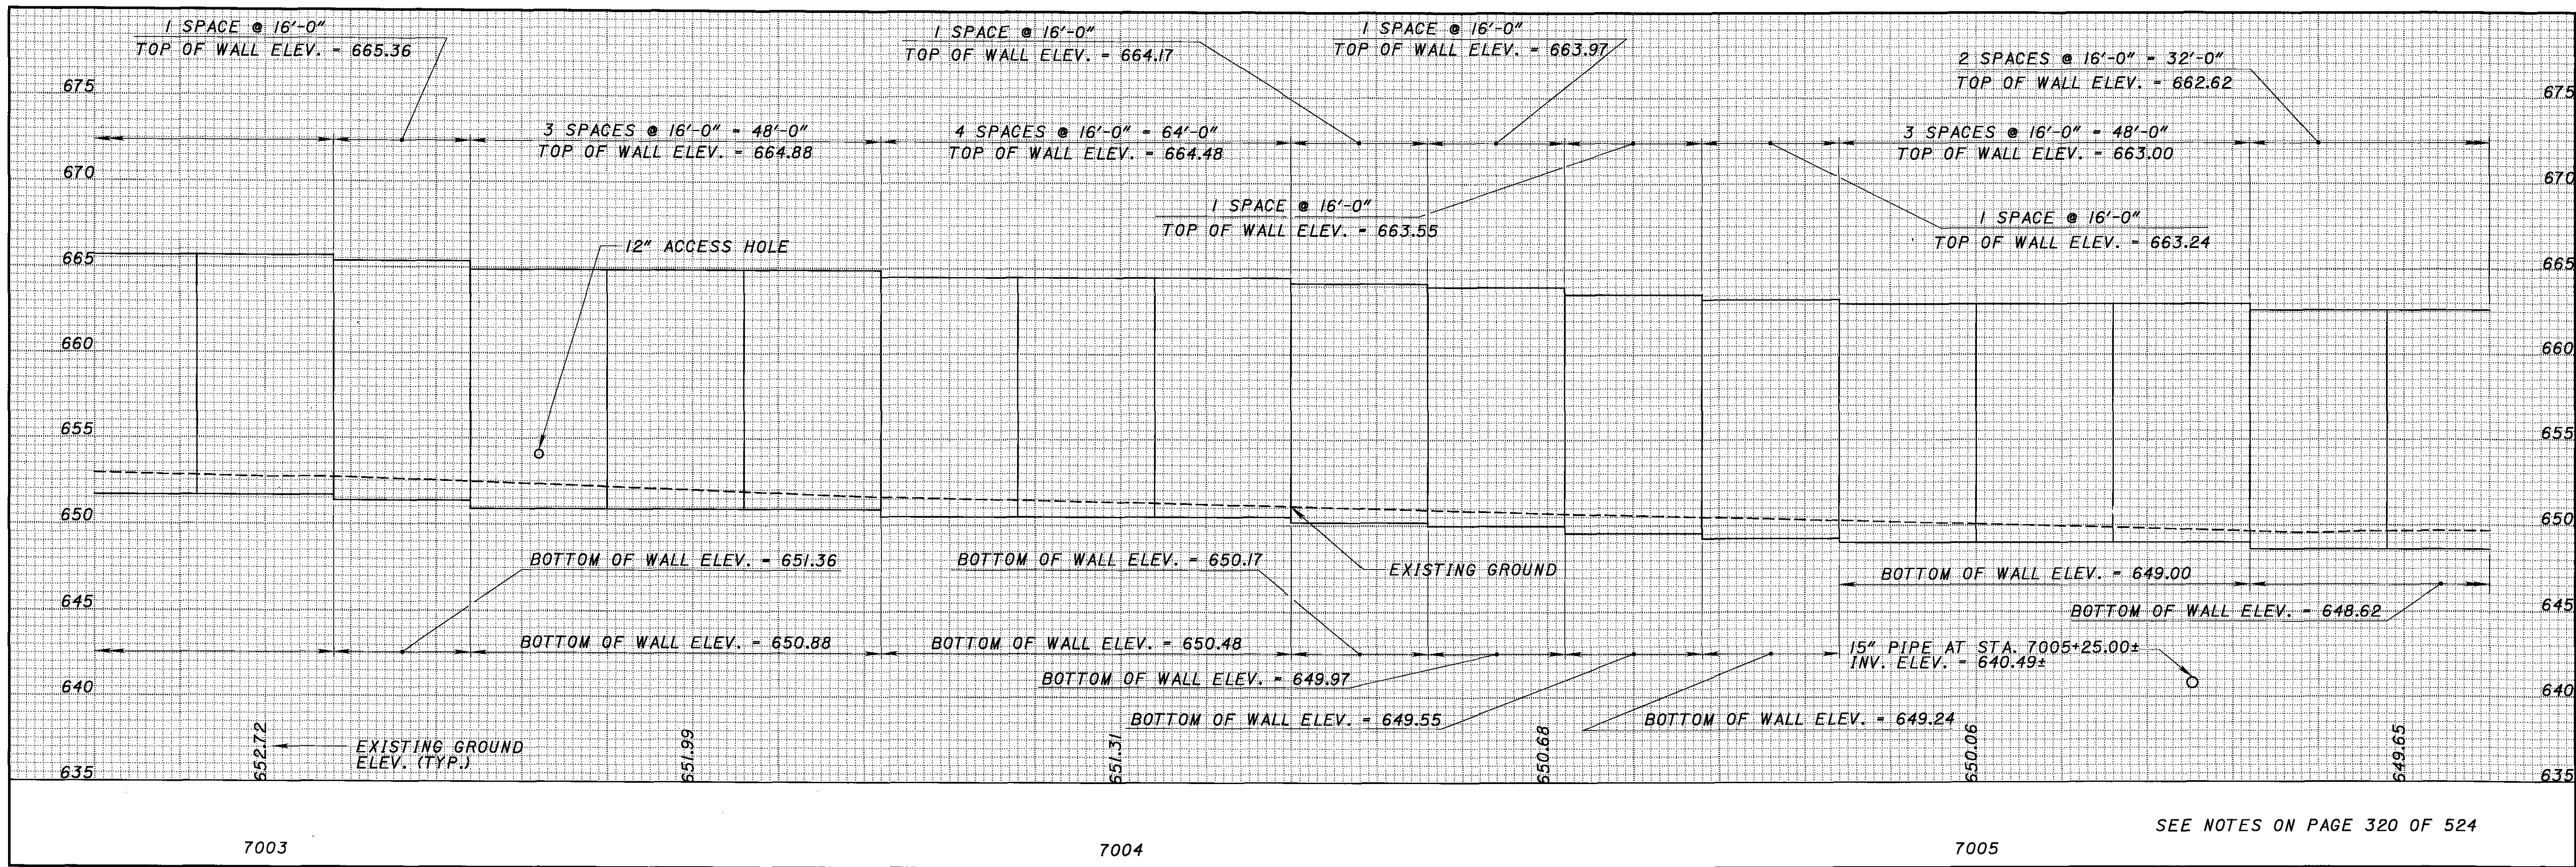 1 SPACE @ 16'-0"
TOP OF WALL ELEV. = 665.36
1 SPACE @ 16'-0"
TOP OF WALL ELEV. = 664.17
1 SPACE @ 16'-0"
TOP OF WALL ELEV. = 663.97
2 SPACES @ 16'-0" = 32'-0"
TOP OF WALL ELEV. = 662.62
675
675
3 SPACES @ 16'-0" = 48'-0"
TOP OF WALL ELEV. = 664.88
4 SPACES @ 16'-0" = 64'-0"
TOP OF WALL ELEV. = 664.48
3 SPACES @ 16'-0" = 48'-0"
TOP OF WALL ELEV. = 663.00
670
670
1 SPACE @ 16'-0"
TOP OF WALL ELEV. = 663.55
1 SPACE @ 16'-0"
TOP OF WALL ELEV. = 663.24
12" ACCESS HOLE
665
665
660
660
655
655
650
650
BOTTOM OF WALL ELEV. = 651.36
BOTTOM OF WALL ELEV. = 650.17
EXISTING GROUND
BOTTOM OF WALL ELEV. = 649.00
645
645
BOTTOM OF WALL ELEV. = 648.62
BOTTOM OF WALL ELEV. = 650.88
BOTTOM OF WALL ELEV. = 650.48
15" PIPE AT STA. 7005+25.00±
INV. ELEV. = 640.49±
BOTTOM OF WALL ELEV. = 649.97
640
640
BOTTOM OF WALL ELEV. = 649.55
BOTTOM OF WALL ELEV. = 649.24
652.72
EXISTING GROUND
ELEV. (TYP.)
651.99
651.31
650.68
650.06
649.65
635
635
SEE NOTES ON PAGE 320 OF 524
7003
7004
7005